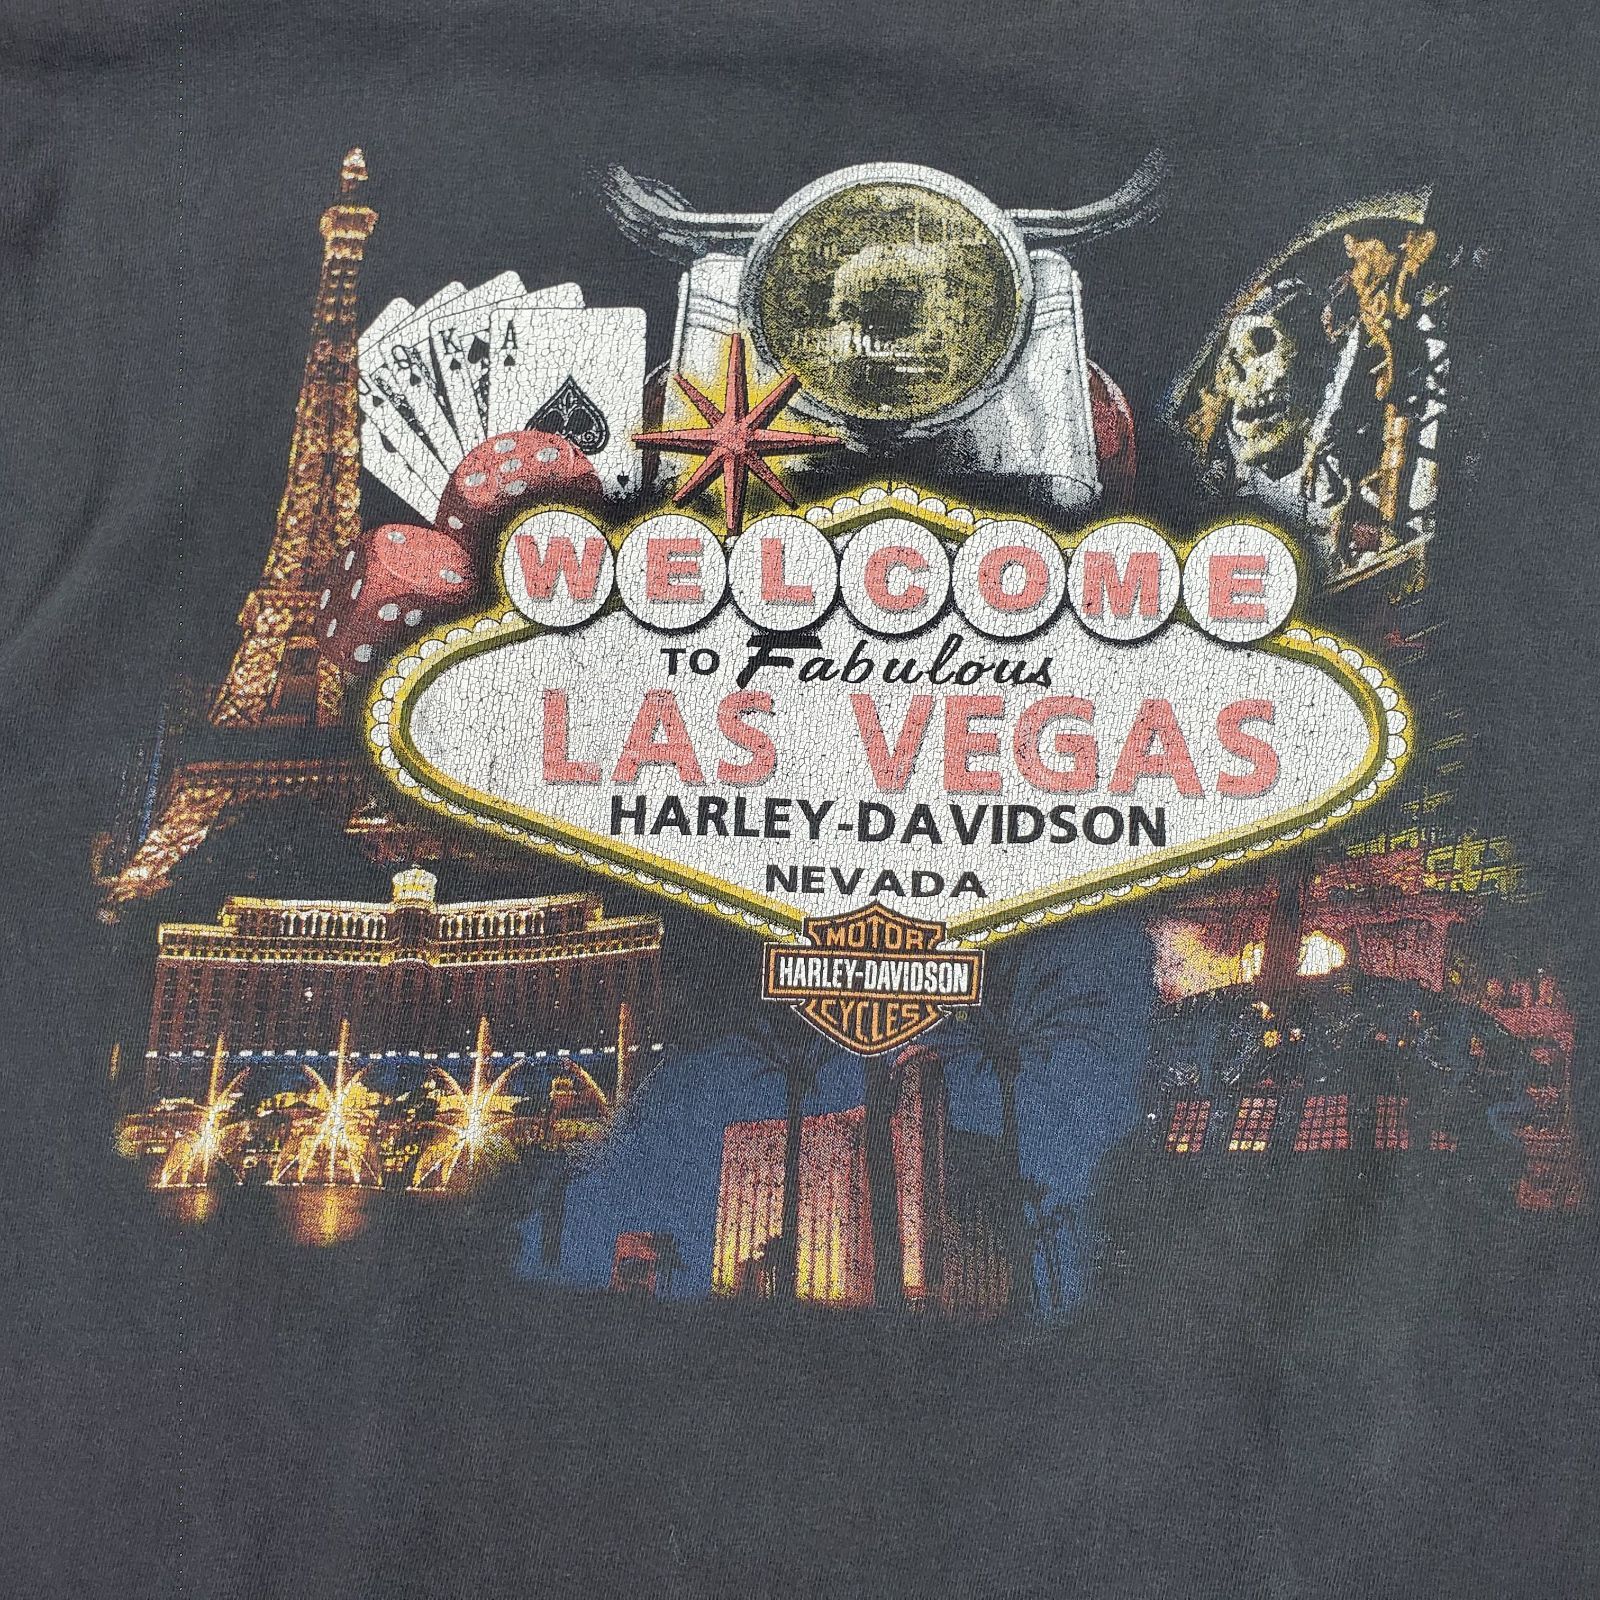 A
K
Q
WELCOME
TO Fabulous
LAS VEGAS
HARLEY-DAVIDSON
NEVADA
MOTOR
HARLEY-DAVIDSON
CYCLES
®